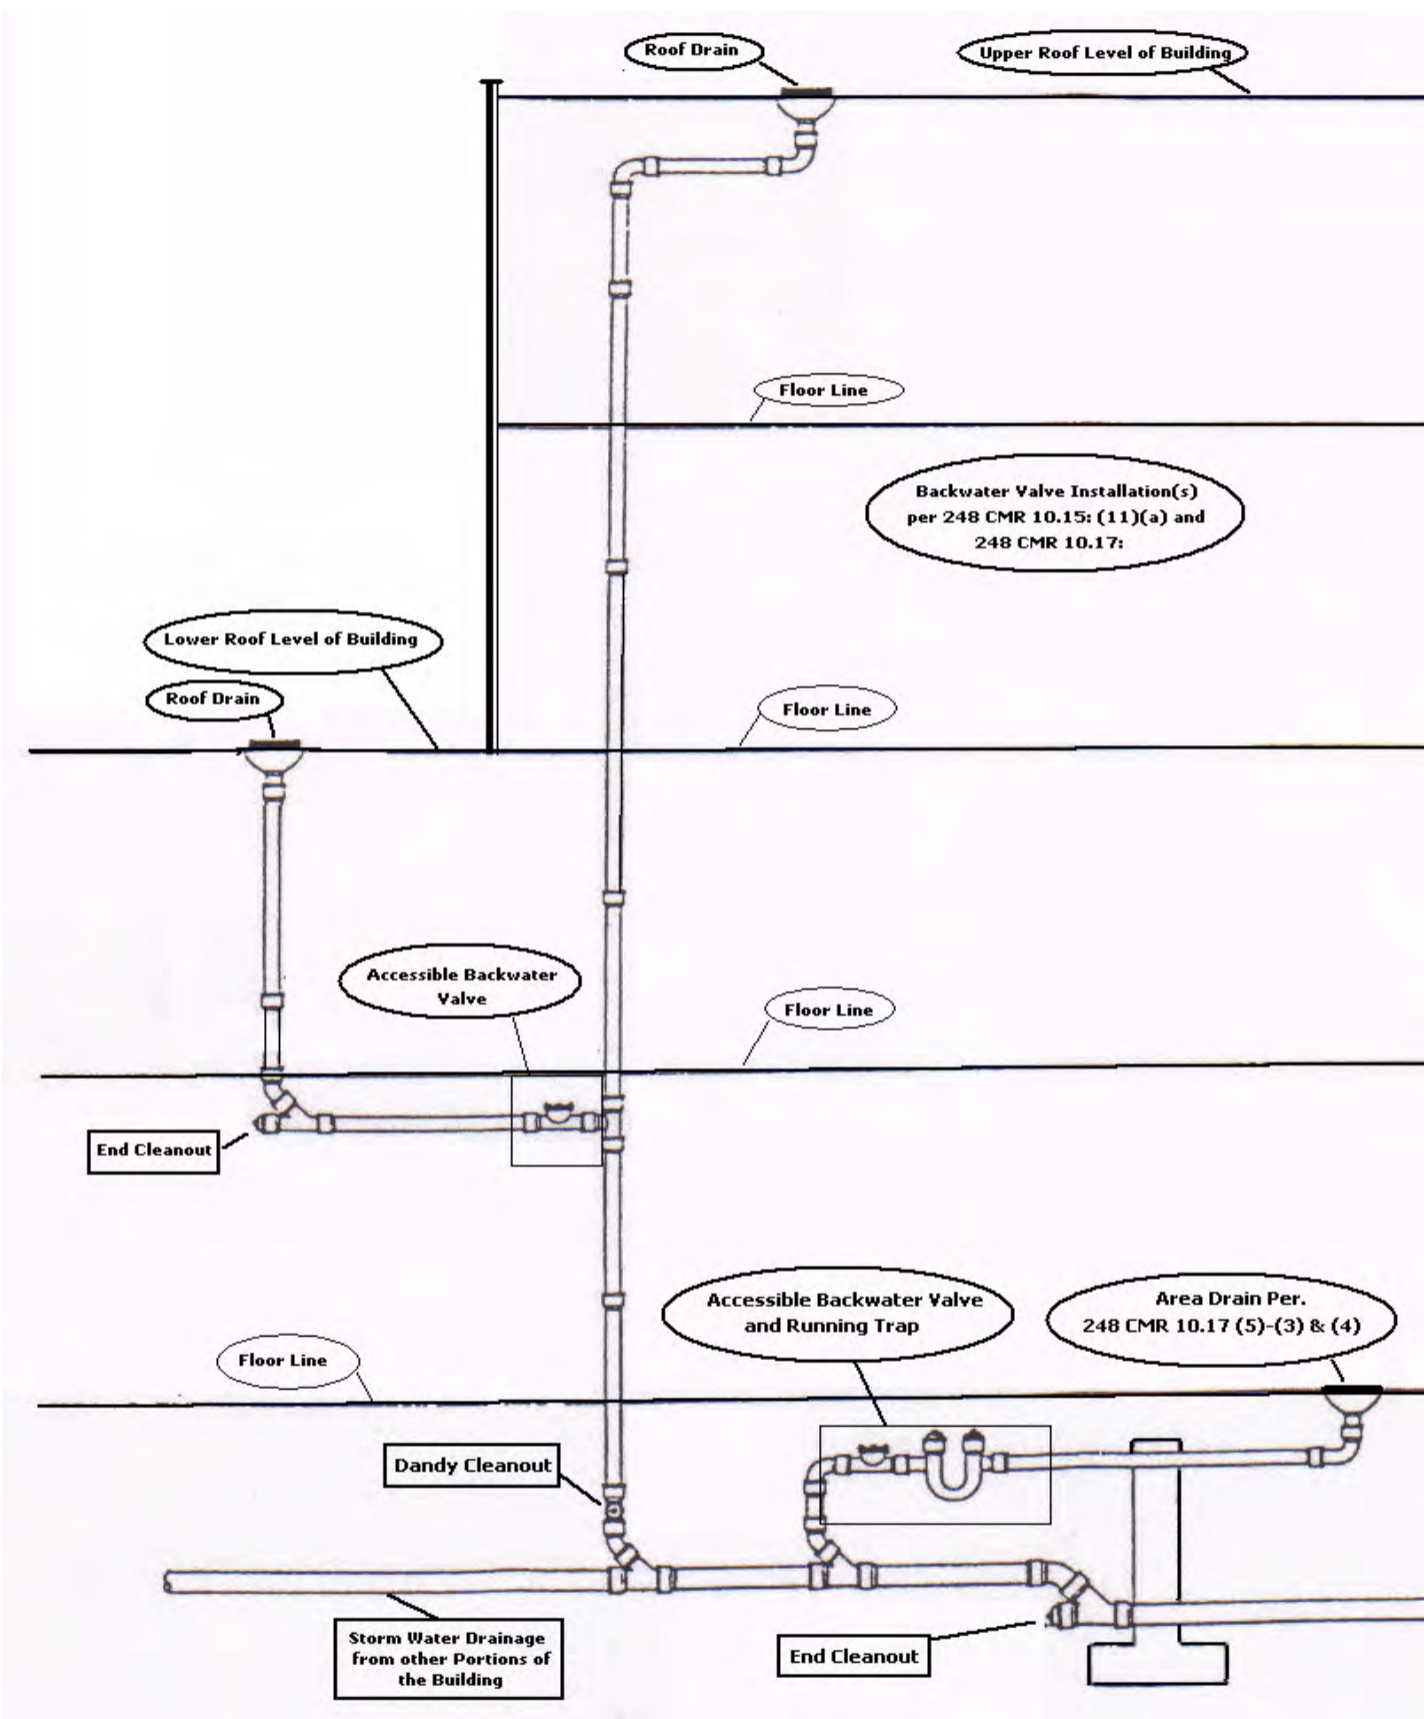 Roof Drain
Upper Roof Level of Building
Floor Line
Backwater Valve Installation(s)
per 248 CMR 10.15: (11)(a) and
248 CMR 10.17:
Lower Roof Level of Building
Roof Drain
Floor Line
Accessible Backwater
Valve
Floor Line
End Cleanout
Accessible Backwater Valve
and Running Trap
Area Drain Per.
248 CMR 10.17 (5)-(3) & (4)
Floor Line
Dandy Cleanout
Storm Water Drainage
from other Portions of
the Building
End Cleanout